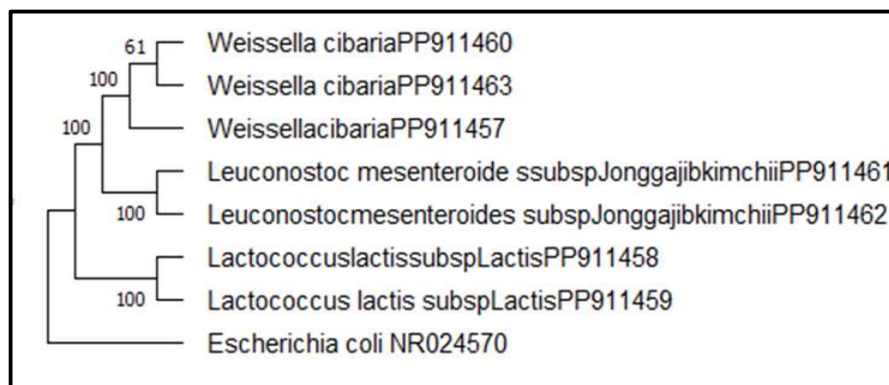 61
Weissella cibariaPP911460
100
Weissella cibariaPP911463
100
WeissellacibariaPP911457
Leuconostoc mesenteroide ssubspJonggajibkimchiiPP911461
100
Leuconostocmesenteroides subspJonggajibkimchiiPP911462
LactococcuslactissubspLactisPP911458
100
Lactococcus lactis subspLactisPP911459
Escherichia coli NR024570